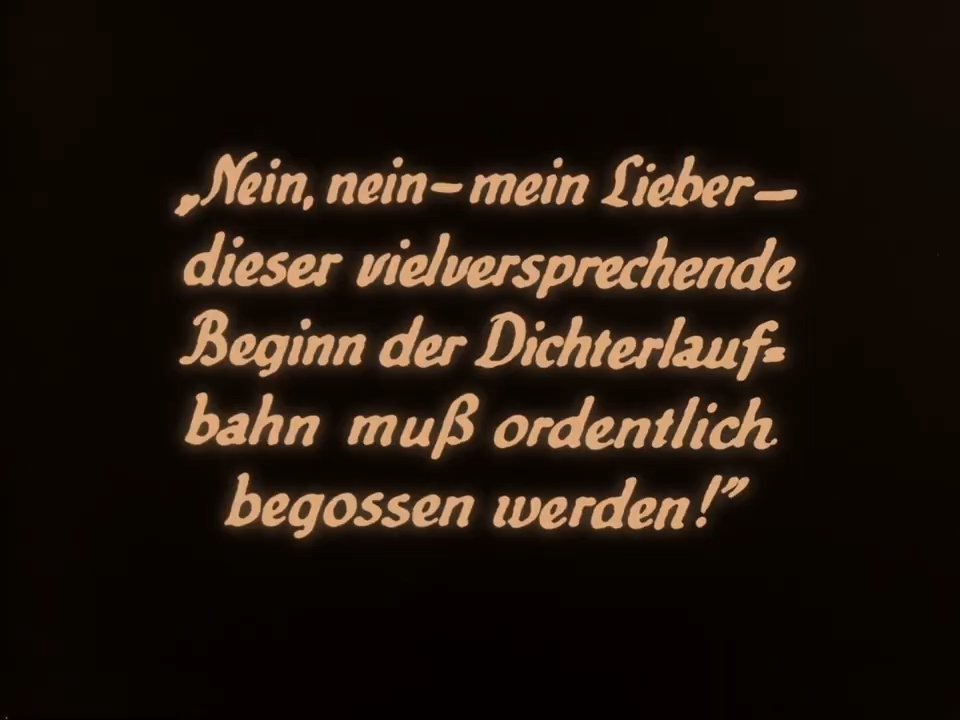 „Nein, nein – mein Lieber –
dieser vielversprechende
Beginn der Dichterlauf=
bahn muß ordentlich
begossen werden!”